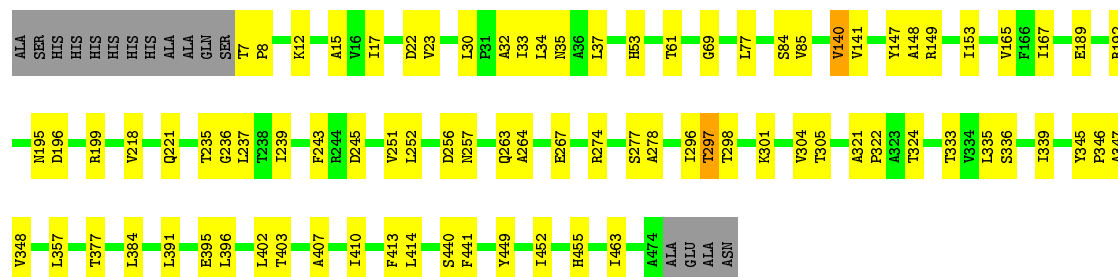 ALA SER HIS HIS HIS HIS HIS HIS ALA ALA GLN SER T7 P8 K12 A15 V16 I17 D22 V23 L30 P31 A32 I33 L34 N35 A36 L37 H53 T61 G69 L77 S84 V85 V140 V141 Y147 A148 R149 I153 V165 F166 I167 E189
N195 D196 R199 V218 Q221 T235 G236 L237 T238 I239 F243 R244 D245 V251 L252 D256 N257 Q263 A264 E267 R274 S277 A278 I296 T297 T298 K301 V304 T305 A321 P322 A323 T324 T333 V334 L335 S336 I339 Y345 P346 A347
V348 L357 T377 L384 L391 E395 L396 L402 T403 A407 I410 F413 L414 S440 F441 Y449 I452 H455 I463 A474 ALA GLU ALA ASN